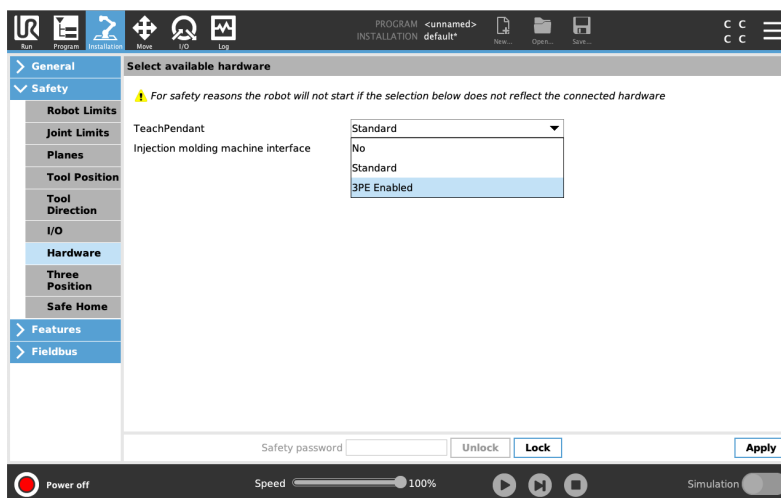 UR
PROGRAM <unnamed>
INSTALLATION default*
Run Program Installation Move I/O Log New... Open... Save...
C C
C C
General
Safety
Robot Limits
Joint Limits
Planes
Tool Position
Tool
Direction
I/O
Hardware
Three
Position
Safe Home
Features
Fieldbus
Select available hardware
! For safety reasons the robot will not start if the selection below does not reflect the connected hardware
TeachPendant Standard
Injection molding machine interface
No
Standard
3PE Enabled
Safety password Unlock Lock Apply
Power off Speed 100% Simulation